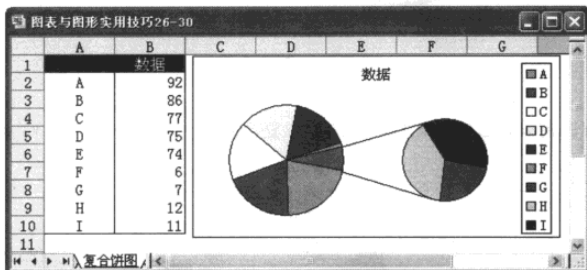 图表与图形实用技巧26-30
A B C D E F G
1 数据
2 A 92
3 B 86
4 C 77
5 D 75
6 E 74
7 F 6
8 G 7
9 H 12
10 I 11
11
数据
A
B
C
D
E
F
G
H
I
复合饼图